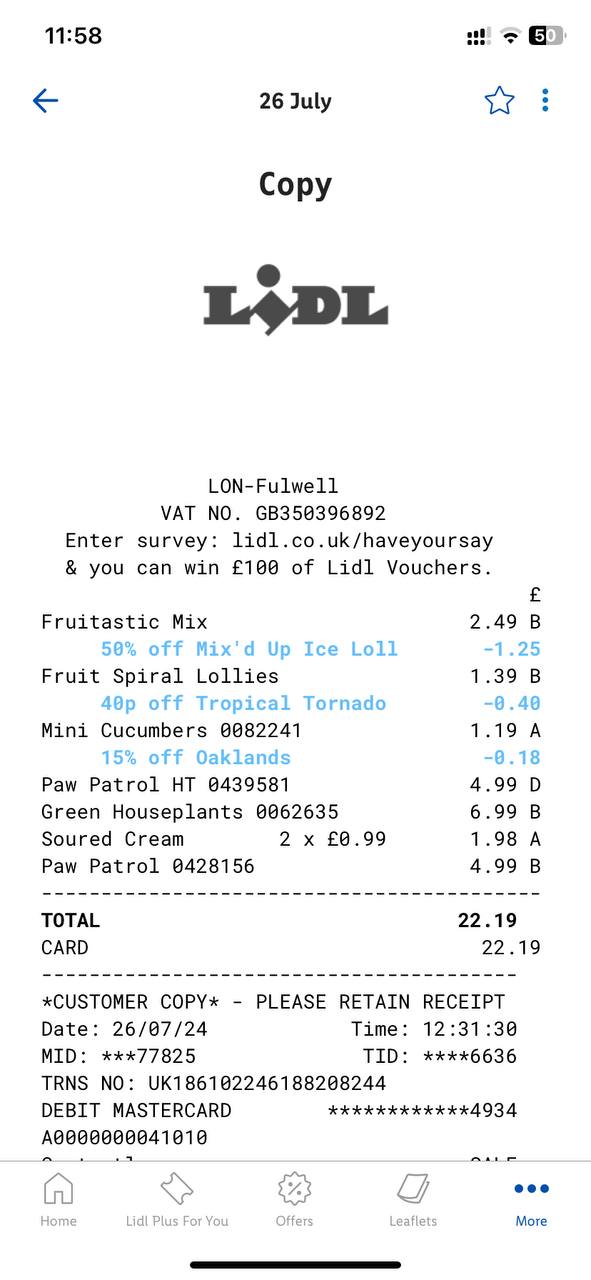 11:58
50
26 July
Copy
LIDL
LON-Fulwell
VAT NO. GB350396892
Enter survey: lidl.co.uk/haveyoursay
& you can win £100 of Lidl Vouchers.
£
Fruitastic Mix 2.49 B
50% off Mix'd Up Ice Loll -1.25
Fruit Spiral Lollies 1.39 B
40p off Tropical Tornado -0.40
Mini Cucumbers 0082241 1.19 A
15% off Oaklands -0.18
Paw Patrol HT 0439581 4.99 D
Green Houseplants 0062635 6.99 B
Soured Cream 2 x £0.99 1.98 A
Paw Patrol 0428156 4.99 B
-------------------------------------------
TOTAL 22.19
CARD 22.19
-----------------------------------------
*CUSTOMER COPY* - PLEASE RETAIN RECEIPT
Date: 26/07/24 Time: 12:31:30
MID: ***77825 TID: ****6636
TRNS NO: UK186102246188208244
DEBIT MASTERCARD ************4934
A0000000041010
Home Lidl Plus For You Offers Leaflets More